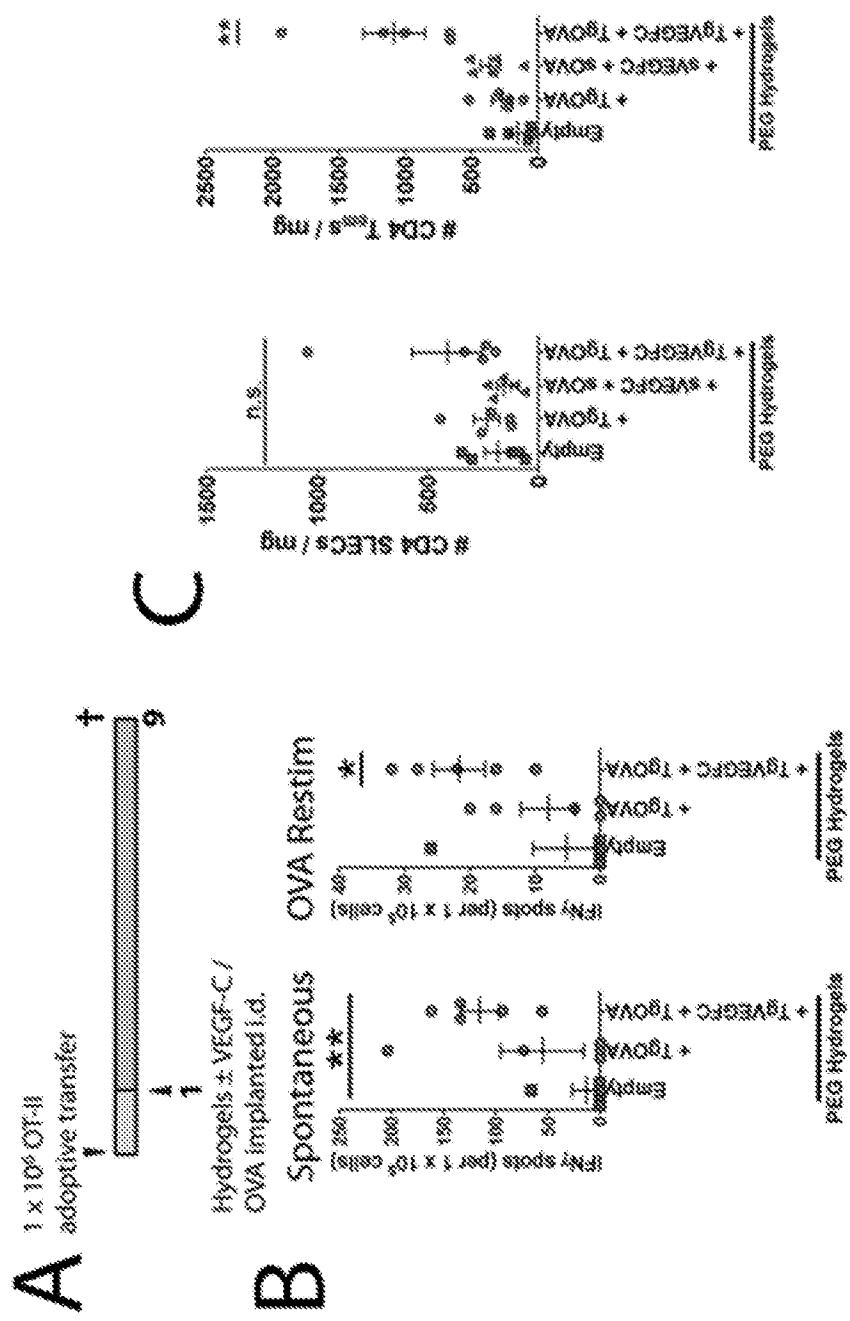 A
1 x 10⁶ OT-II
adoptive transfer
†
1
9
Hydrogels ± VEGF-C /
OVA implanted i.d.
B
Spontaneous
**
IFNγ spots (per 1 x 10⁵ cells)
250
200
150
100
50
0
Empty
+ TgOVA
+ TgVEGFC + TgOVA
PEG Hydrogels
OVA Restim
*
IFNγ spots (per 1 x 10⁵ cells)
40
30
20
10
0
Empty
+ TgOVA
+ TgVEGFC + TgOVA
PEG Hydrogels
C
# CD4 SLECs / mg
1500
1000
500
0
n.s.
Empty
+ TgOVA
+ sVEGFC + sOVA
+ TgVEGFC + TgOVA
PEG Hydrogels
# CD4 Tₑₘs / mg
2500
2000
1500
1000
500
0
**
Empty
+ TgOVA
+ sVEGFC + sOVA
+ TgVEGFC + TgOVA
PEG Hydrogels